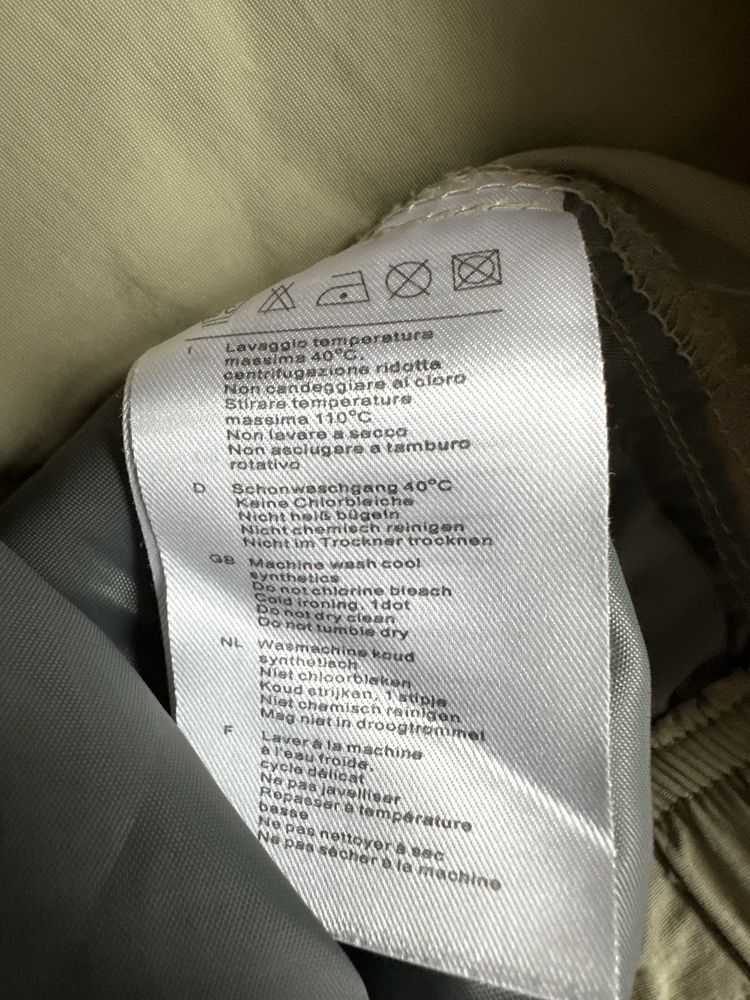 I Lavaggio temperatura
massima 40°C,
centrifugazione ridotta
Non candeggiare al cloro
Stirare temperature
massima 110°C
Non lavare a secco
Non asciugare a tamburo
rotativo
D Schonwaschgang 40°C
Keine Chlorbleiche
Nicht heiß bügeln
Nicht chemisch reinigen
Nicht im Trockner trocknen
GB Machine wash cool
synthetics
Do not chlorine bleach
Cold ironing, 1dot
Do not dry clean
Do not tumble dry
NL Wasmachine koud
synthetisch
Niet chloorbleken
Koud strijken, 1 stiple
Niet chemisch reinigen
Mag niet in droogtrommel
F Laver à la machine
à l'eau froide,
cycle délicat
Ne pas javelliser
Repasser à température
basse
Ne pas nettoyer à sec
Ne pas sécher à la machine